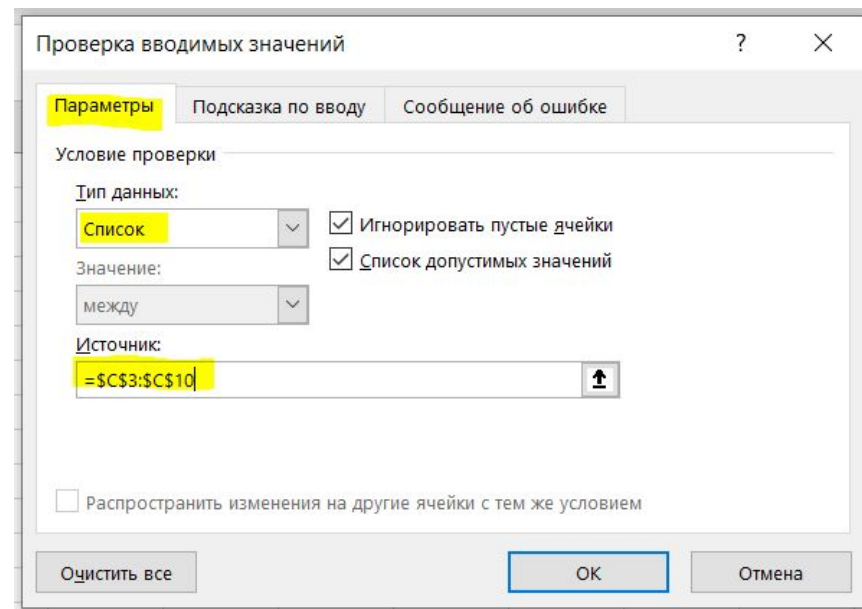 Проверка вводимых значений ?
Параметры Подсказка по вводу Сообщение об ошибке
Условие проверки
Тип данных:
Список Игнорировать пустые ячейки
Значение: Список допустимых значений
между
Источник:
=$C$3:$C$10
Распространить изменения на другие ячейки с тем же условием
Очистить все ОК Отмена